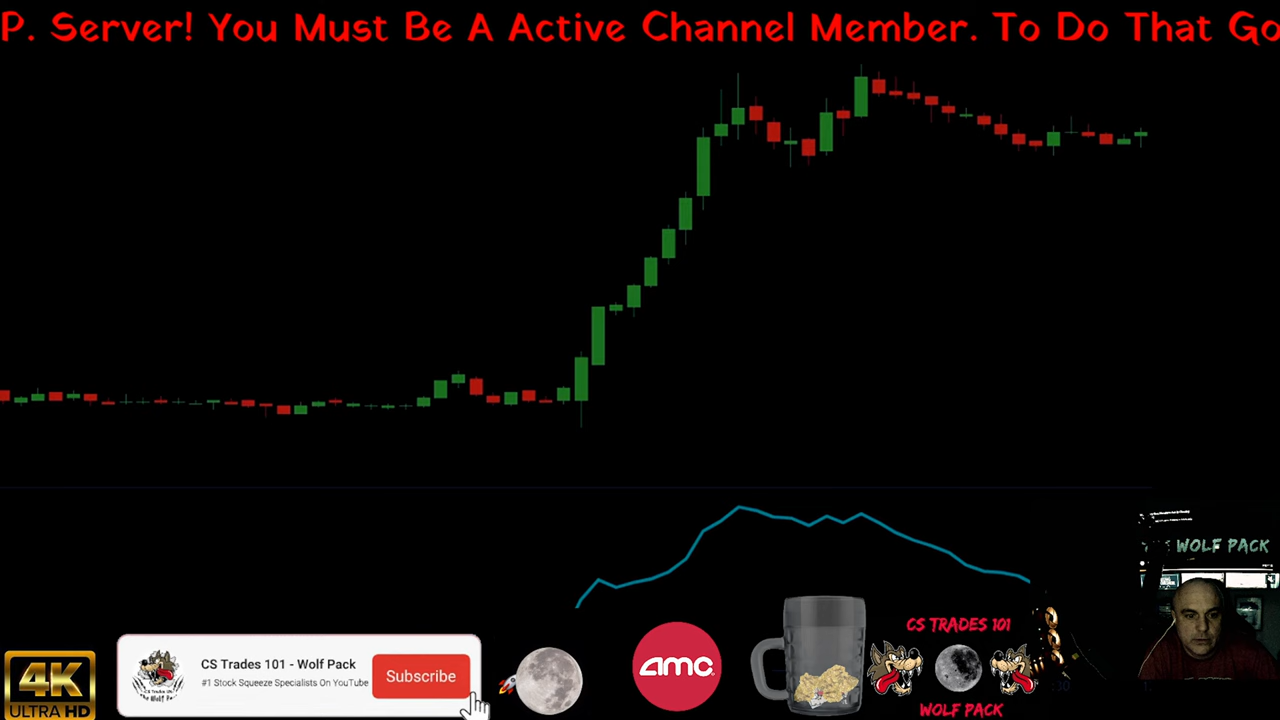 P. Server! You Must Be A Active Channel Member. To Do That Go
WOLF PACK
CS TRADES 101
4K
ULTRA HD
CS Trades 101 - Wolf Pack
#1 Stock Squeeze Specialists On YouTube
Subscribe
amc
WOLF PACK
:30